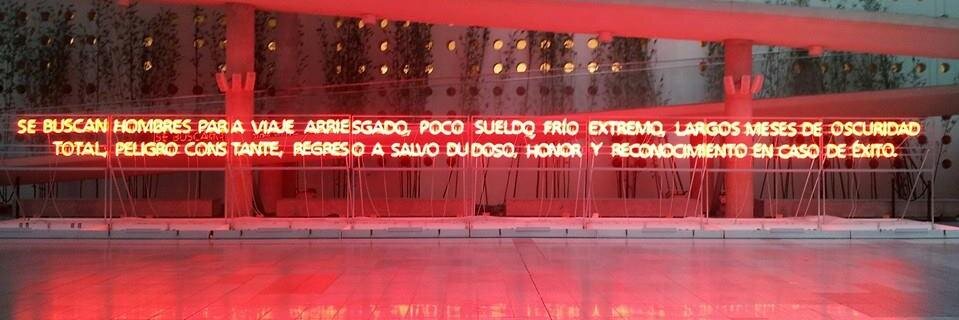 SE BUSCAN HOMBRES PARA VIAJE ARRIESGADO, POCO SUELDO, FRÍO EXTREMO, LARGOS MESES DE OSCURIDAD
TOTAL, PELIGRO CONSTANTE, REGRESO A SALVO DUDOSO, HONOR Y RECONOCIMIENTO EN CASO DE ÉXITO.